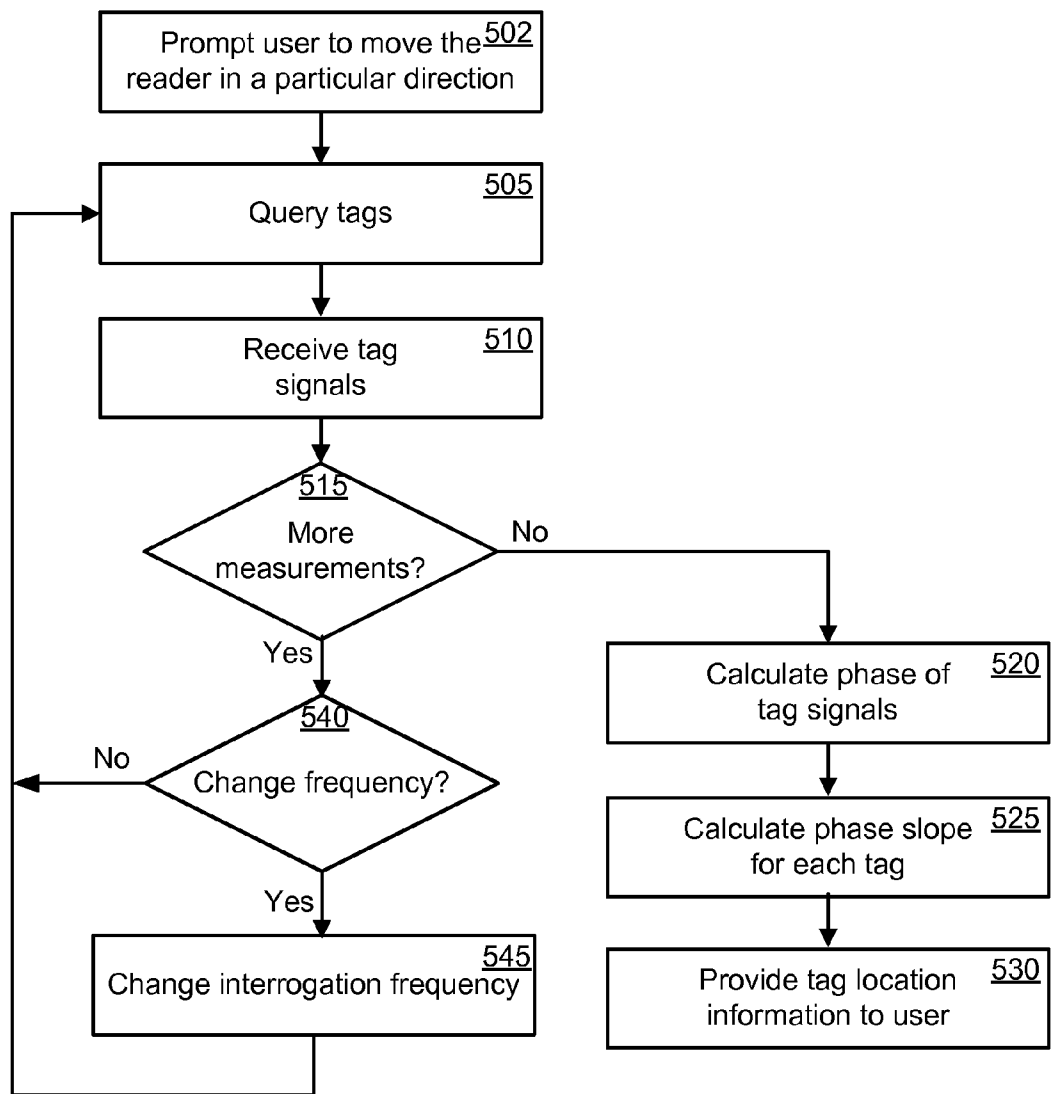 502
Prompt user to move the
reader in a particular direction
505
Query tags
510
Receive tag
signals
515
More
measurements?
No
Yes
540
Change frequency?
No
Yes
545
Change interrogation frequency
520
Calculate phase of
tag signals
525
Calculate phase slope
for each tag
530
Provide tag location
information to user